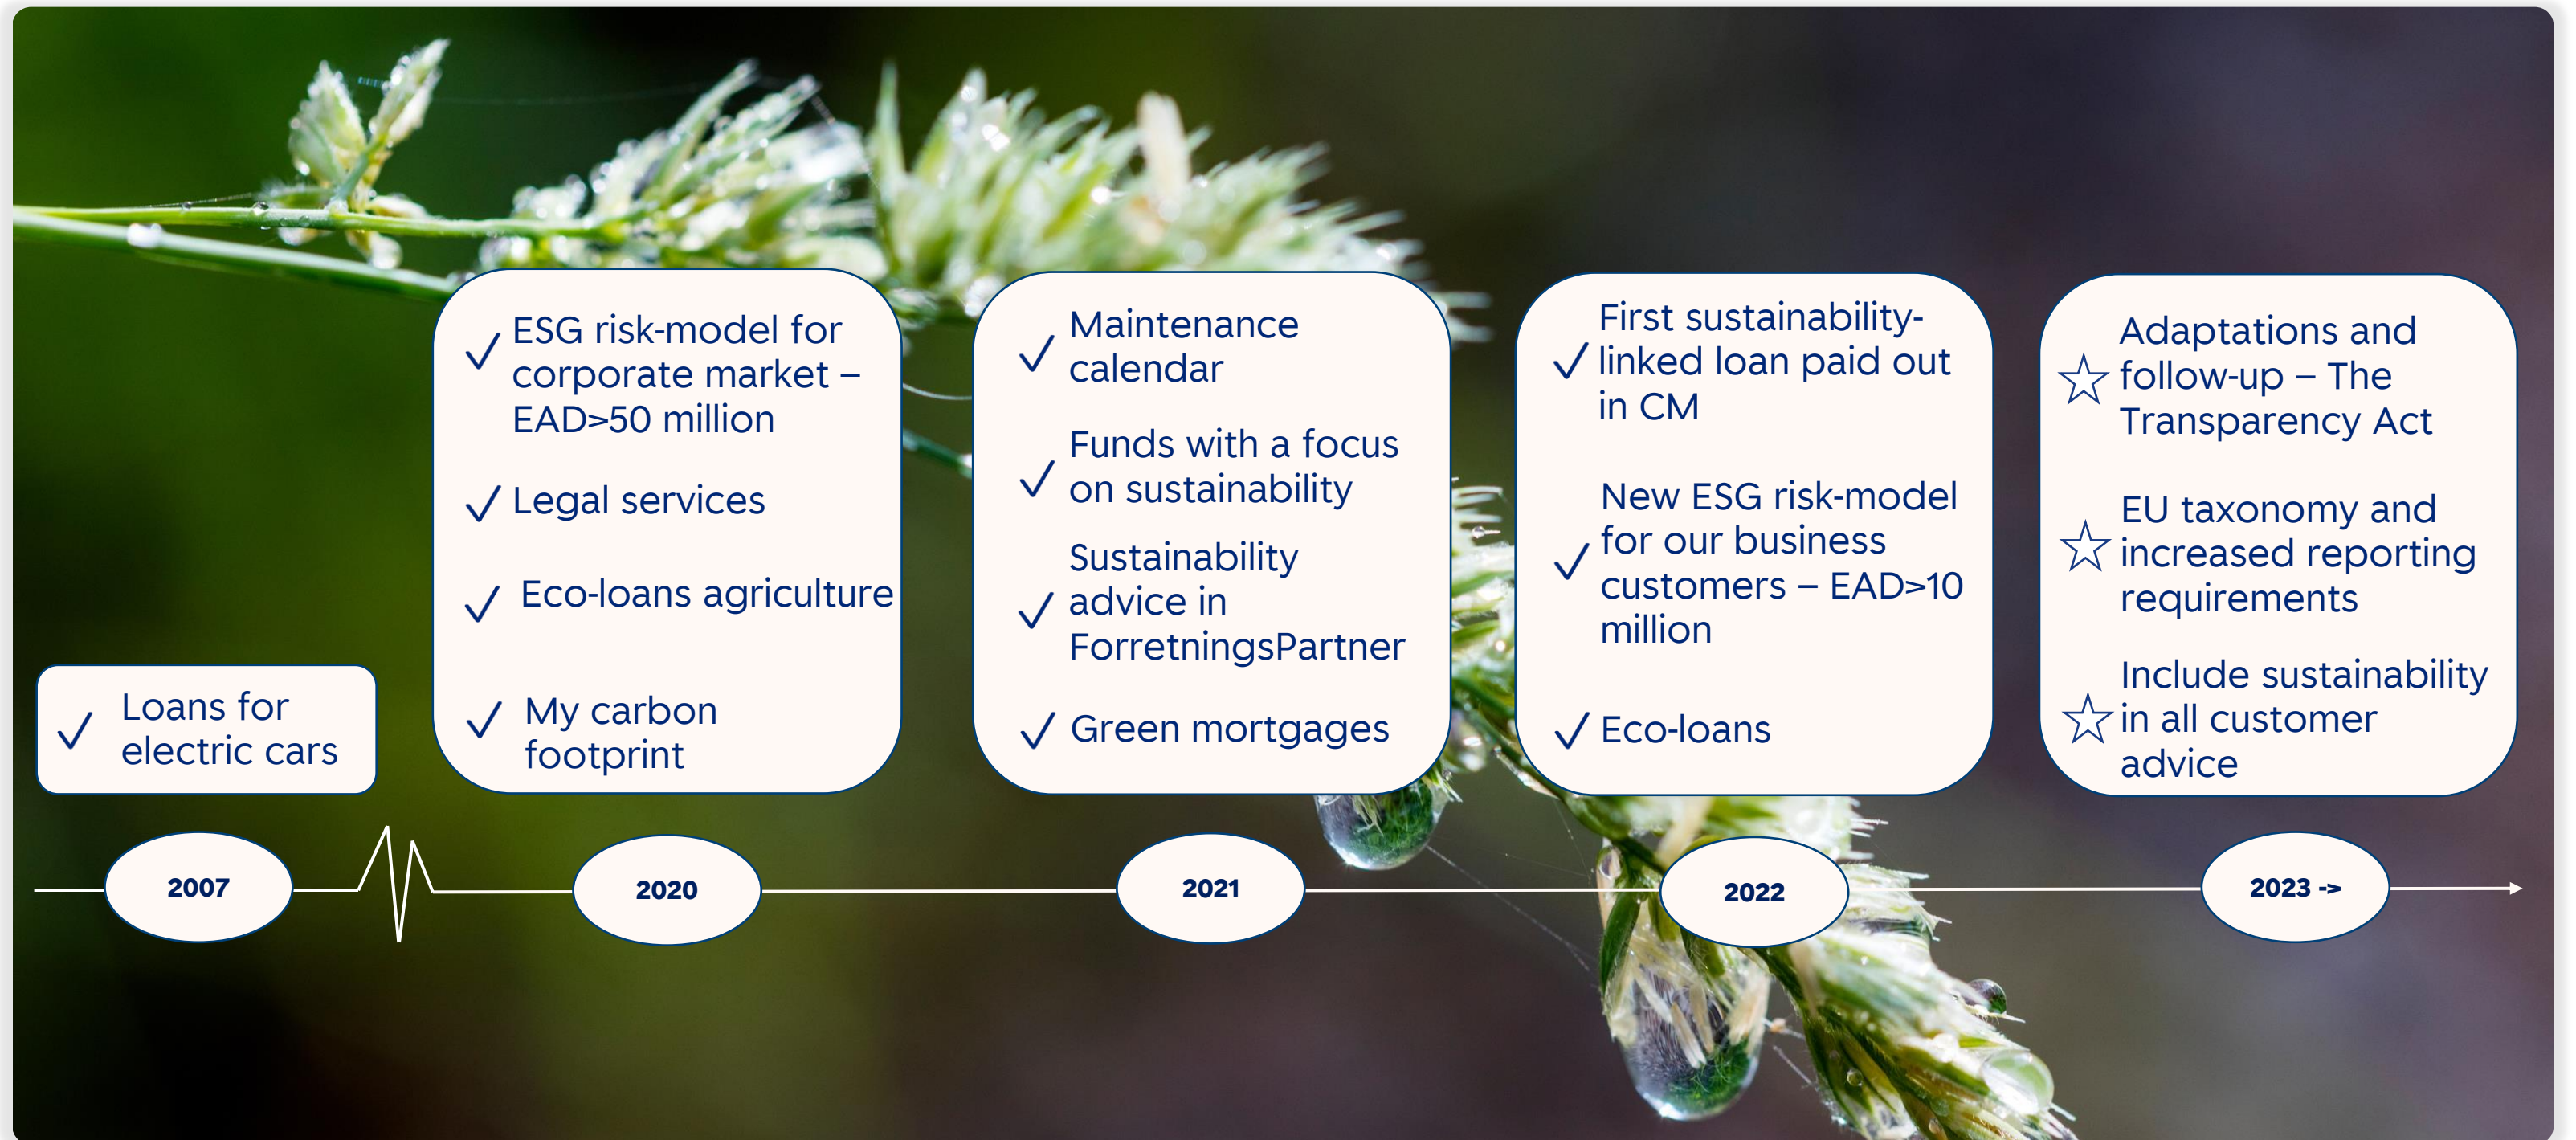 Loans for
electric cars
ESG risk-model for
corporate market –
EAD>50 million
Legal services
Eco-loans agriculture
My carbon
footprint
Maintenance
calendar
Funds with a focus
on sustainability
Sustainability
advice in
ForretningsPartner
Green mortgages
First sustainability-
linked loan paid out
in CM
New ESG risk-model
for our business
customers – EAD>10
million
Eco-loans
Adaptations and
follow-up – The
Transparency Act
EU taxonomy and
increased reporting
requirements
Include sustainability
in all customer
advice
2007
2020
2021
2022
2023 ->